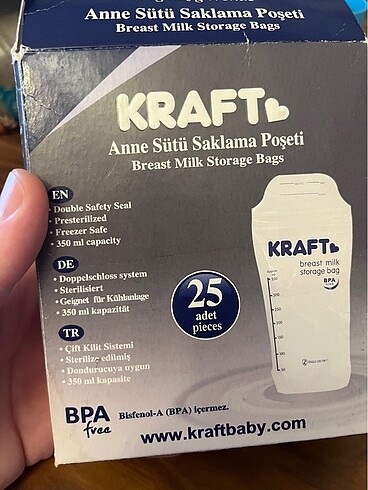 Anne Sütü Saklama Poşeti
Breast Milk Storage Bags
KRAFT
Anne Sütü Saklama Poşeti
Breast Milk Storage Bags
EN
• Double Safety Seal
• Presterilized
• Freezer Safe
• 350 ml capacity
DE
• Doppelschloss system
• Sterilisiert
• Geignet für Kühlanlage
• 350 ml kapazität
TR
• Çift Kilit Sistemi
• Sterilize edilmiş
• Dondurucuya uygun
• 350 ml kapasite
25
adet
pieces
KRAFT
breast milk
storage bag
BPA
BPA
free
Bisfenol-A (BPA) içermez.
www.kraftbaby.com